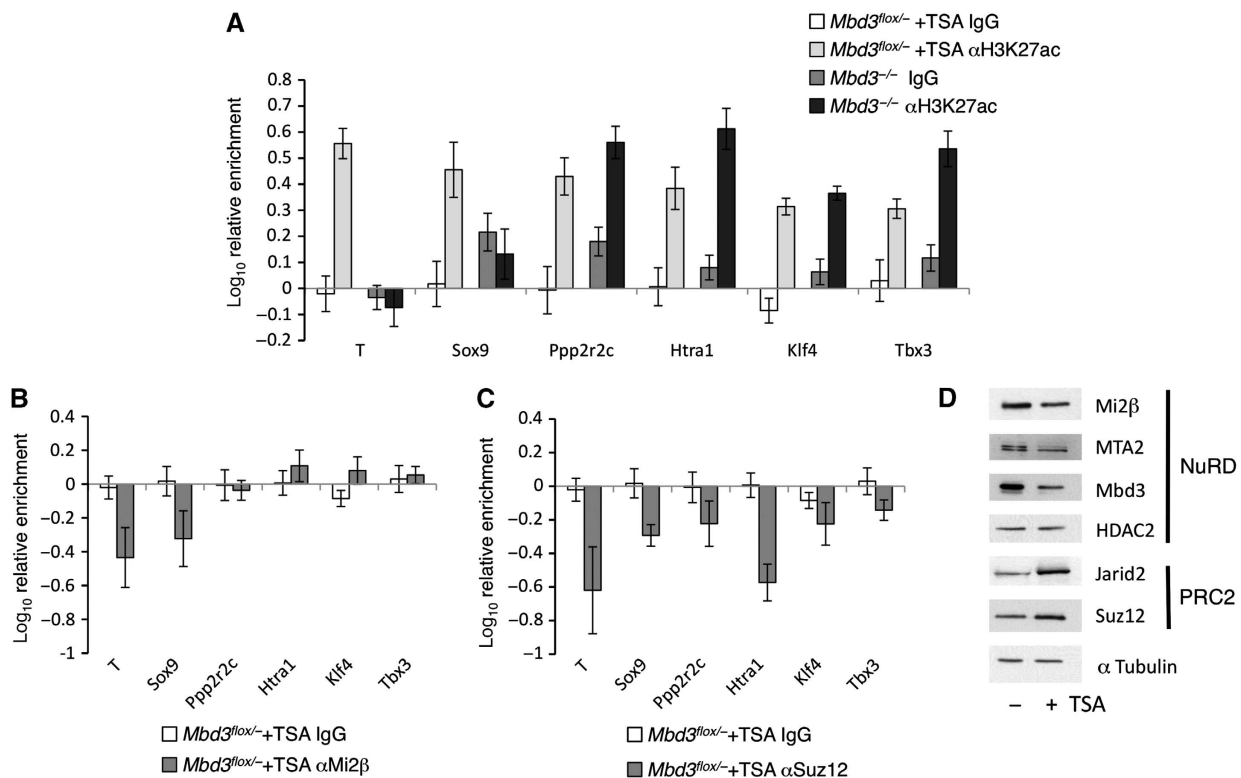 A
Mbd3flox/– +TSA IgG
Mbd3flox/– +TSA αH3K27ac
Mbd3–/– IgG
Mbd3–/– αH3K27ac
Log10 relative enrichment
0.8
0.7
0.6
0.5
0.4
0.3
0.2
0.1
0
−0.1
−0.2
T Sox9 Ppp2r2c Htra1 Klf4 Tbx3
B
Log10 relative enrichment
0.4
0.2
0
−0.2
−0.4
−0.6
−0.8
−1
T Sox9 Ppp2r2c Htra1 Klf4 Tbx3
Mbd3flox/–+TSA IgG
Mbd3flox/–+TSA αMi2β
C
Log10 relative enrichment
0.4
0.2
0
−0.2
−0.4
−0.6
−0.8
−1
T Sox9 Ppp2r2c Htra1 Klf4 Tbx3
Mbd3flox/–+TSA IgG
Mbd3flox/–+TSA αSuz12
D
Mi2β
MTA2
Mbd3
HDAC2
NuRD
Jarid2
Suz12
PRC2
α Tubulin
– + TSA